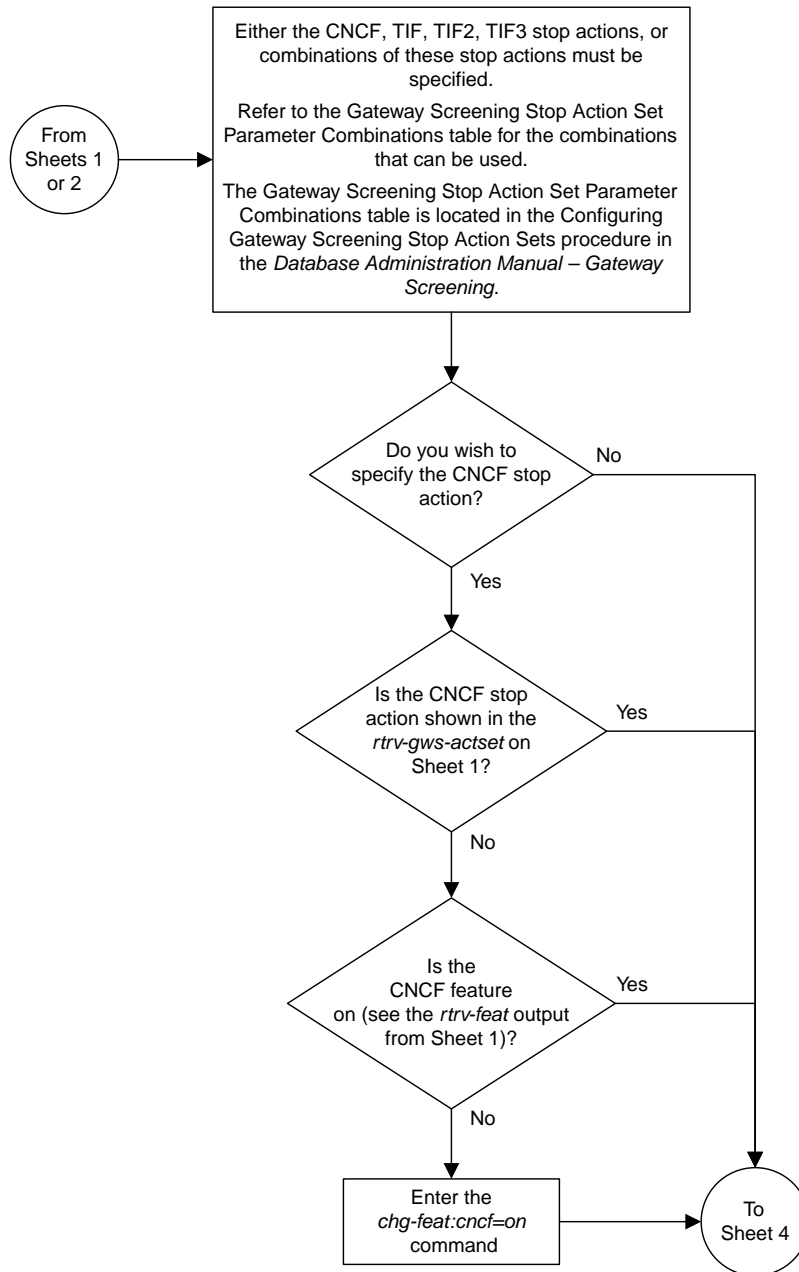 Either the CNCF, TIF, TIF2, TIF3 stop actions, or
combinations of these stop actions must be
specified.
Refer to the Gateway Screening Stop Action Set
Parameter Combinations table for the combinations
that can be used.
The Gateway Screening Stop Action Set Parameter
Combinations table is located in the Configuring
Gateway Screening Stop Action Sets procedure in
the Database Administration Manual – Gateway
Screening.
From
Sheets 1
or 2
Do you wish to
specify the CNCF stop
action?
No
Yes
Is the CNCF stop
action shown in the
rtrv-gws-actset on
Sheet 1?
Yes
No
Is the
CNCF feature
on (see the rtrv-feat output
from Sheet 1)?
Yes
No
Enter the
chg-feat:cncf=on
command
To
Sheet 4